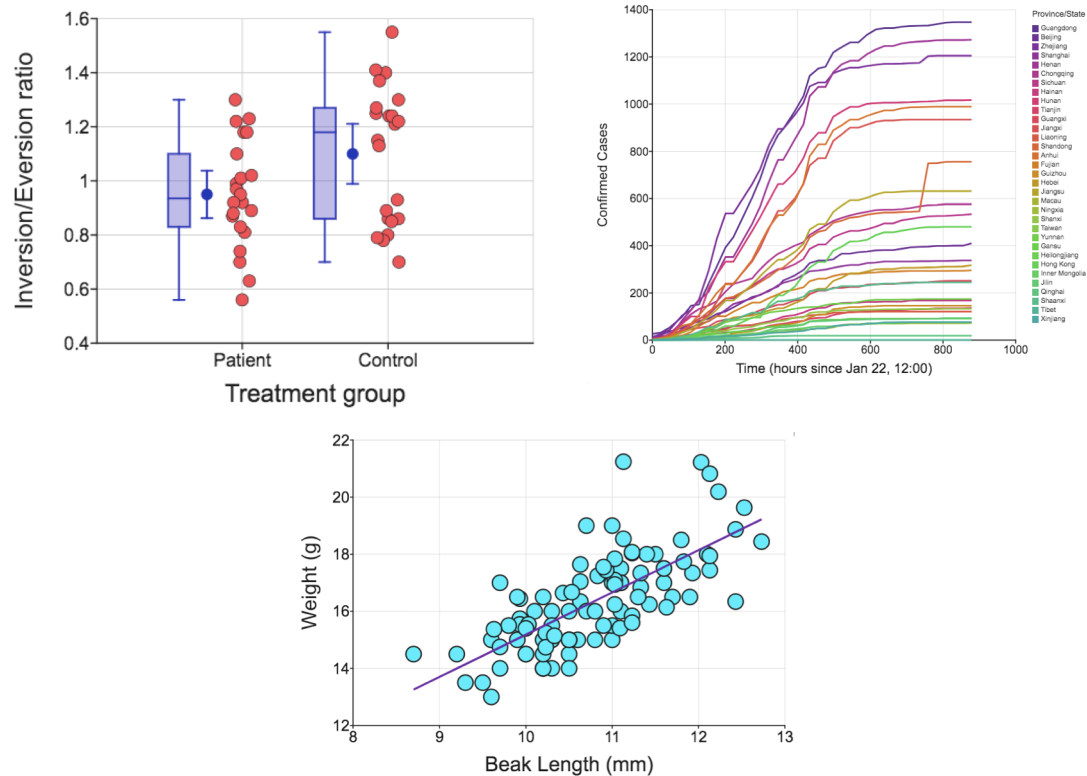 Inversion/Eversion ratio
1.6
1.4
1.2
1
0.8
0.6
0.4
Patient
Control
Treatment group
Confirmed Cases
1400
1200
1000
800
600
400
200
0
0
200
400
600
800
1000
Time (hours since Jan 22, 12:00)
Province/State
Guangdong
Beijing
Zhejiang
Shanghai
Henan
Chongqing
Sichuan
Hainan
Hunan
Tianjin
Guangxi
Jiangxi
Liaoning
Shandong
Anhui
Fujian
Guizhou
Hebei
Jiangsu
Macau
Ningxia
Shanxi
Taiwan
Yunnan
Gansu
Heilongjiang
Hong Kong
Inner Mongolia
Jilin
Qinghai
Shaanxi
Tibet
Xinjiang
Weight (g)
22
20
18
16
14
12
8
9
10
11
12
13
Beak Length (mm)